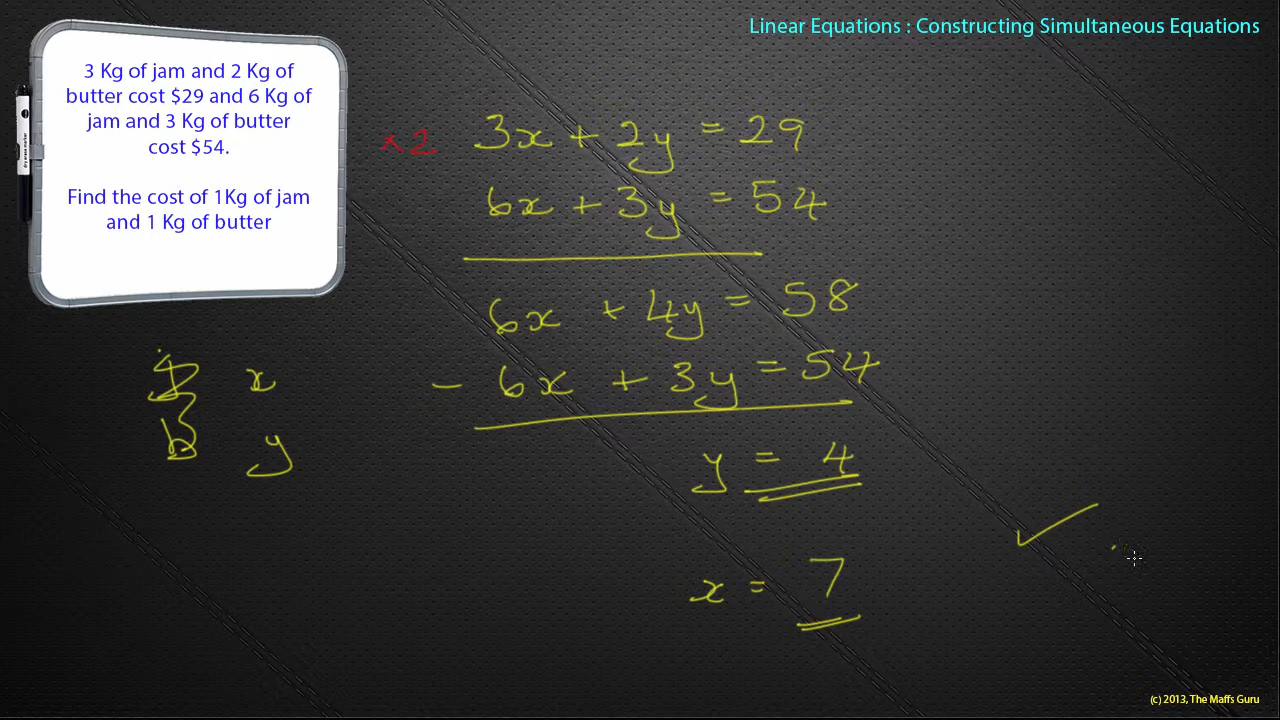 Linear Equations : Constructing Simultaneous Equations
3 Kg of jam and 2 Kg of
butter cost $29 and 6 Kg of
jam and 3 Kg of butter
cost $54.
Find the cost of 1Kg of jam
and 1 Kg of butter
×2 3x + 2y = 29
6x + 3y = 54
6x + 4y = 58
- 6x + 3y = 54
x
b y
y = 4
x = 7
(c) 2013, The Maffs Guru